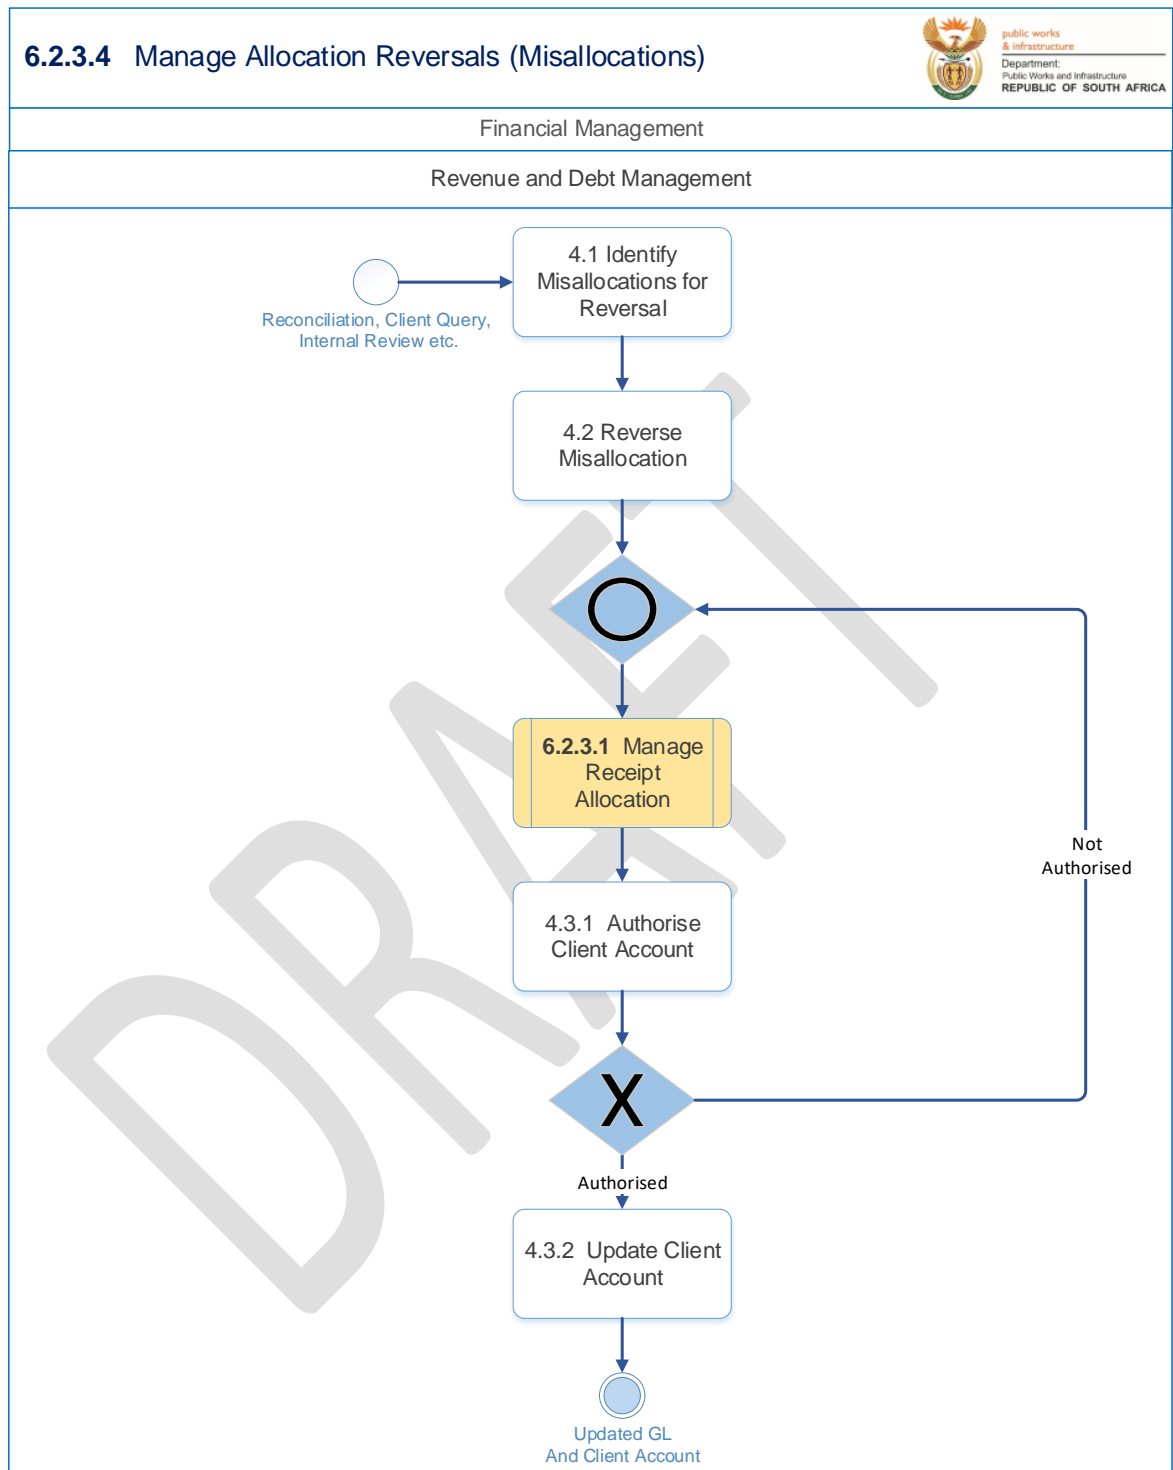 6.2.3.4 Manage Allocation Reversals (Misallocations)
public works
& infrastructure
Department:
Public Works and Infrastructure
REPUBLIC OF SOUTH AFRICA
Financial Management
Revenue and Debt Management
4.1 Identify
Misallocations for
Reversal
Reconciliation, Client Query,
Internal Review etc.
4.2 Reverse
Misallocation
6.2.3.1 Manage
Receipt
Allocation
Not
Authorised
4.3.1 Authorise
Client Account
X
Authorised
4.3.2 Update Client
Account
Updated GL
And Client Account
DRAFT